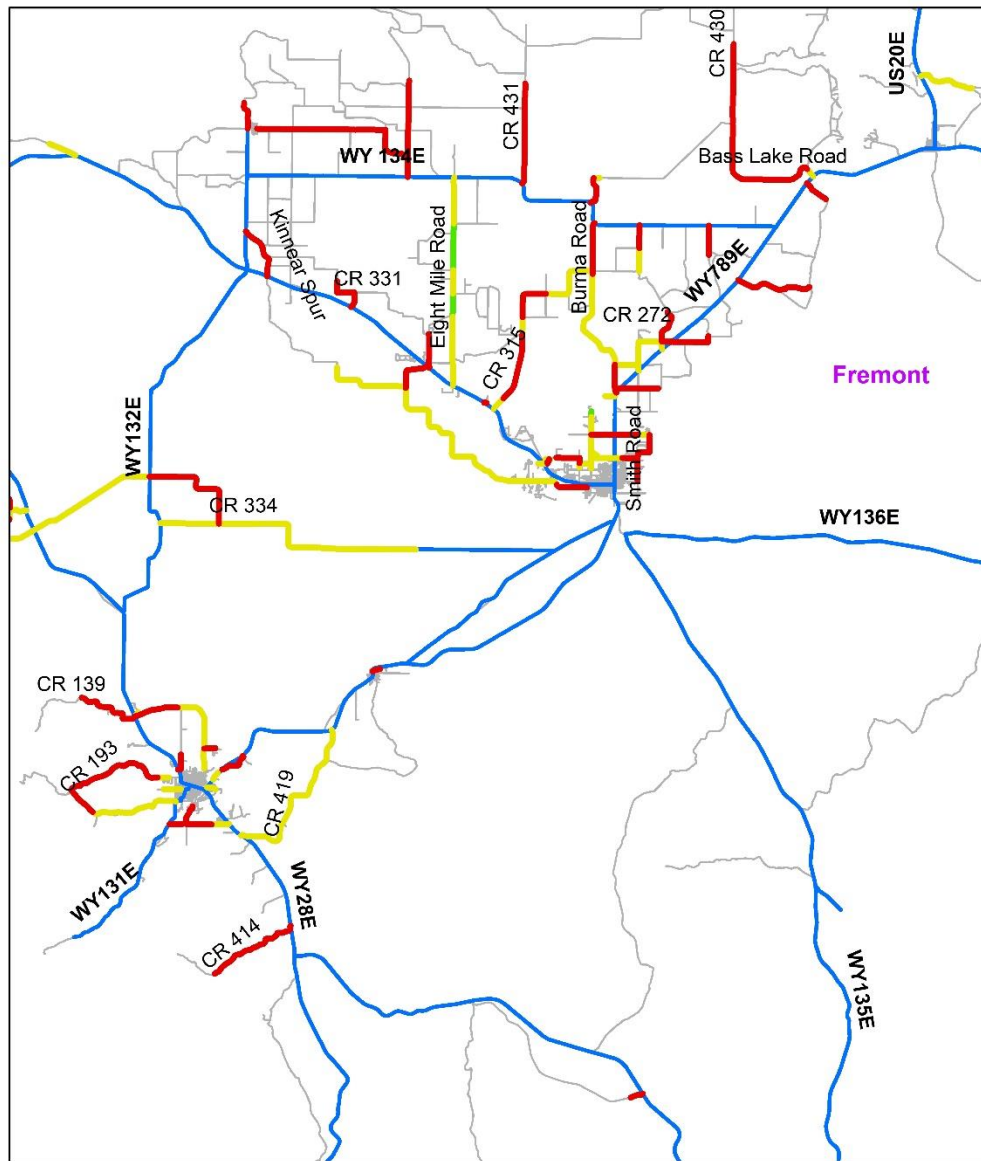 CR 430
US20E
CR 431
WY 134E
Bass Lake Road
Kinnear Spur
Eight Mile Road
Burma Road
WY789E
CR 331
CR 272
CR 315
Fremont
WY132E
Smith Road
CR 334
WY136E
CR 139
CR 193
CR 419
WY131E
WY28E
CR 414
WY135E